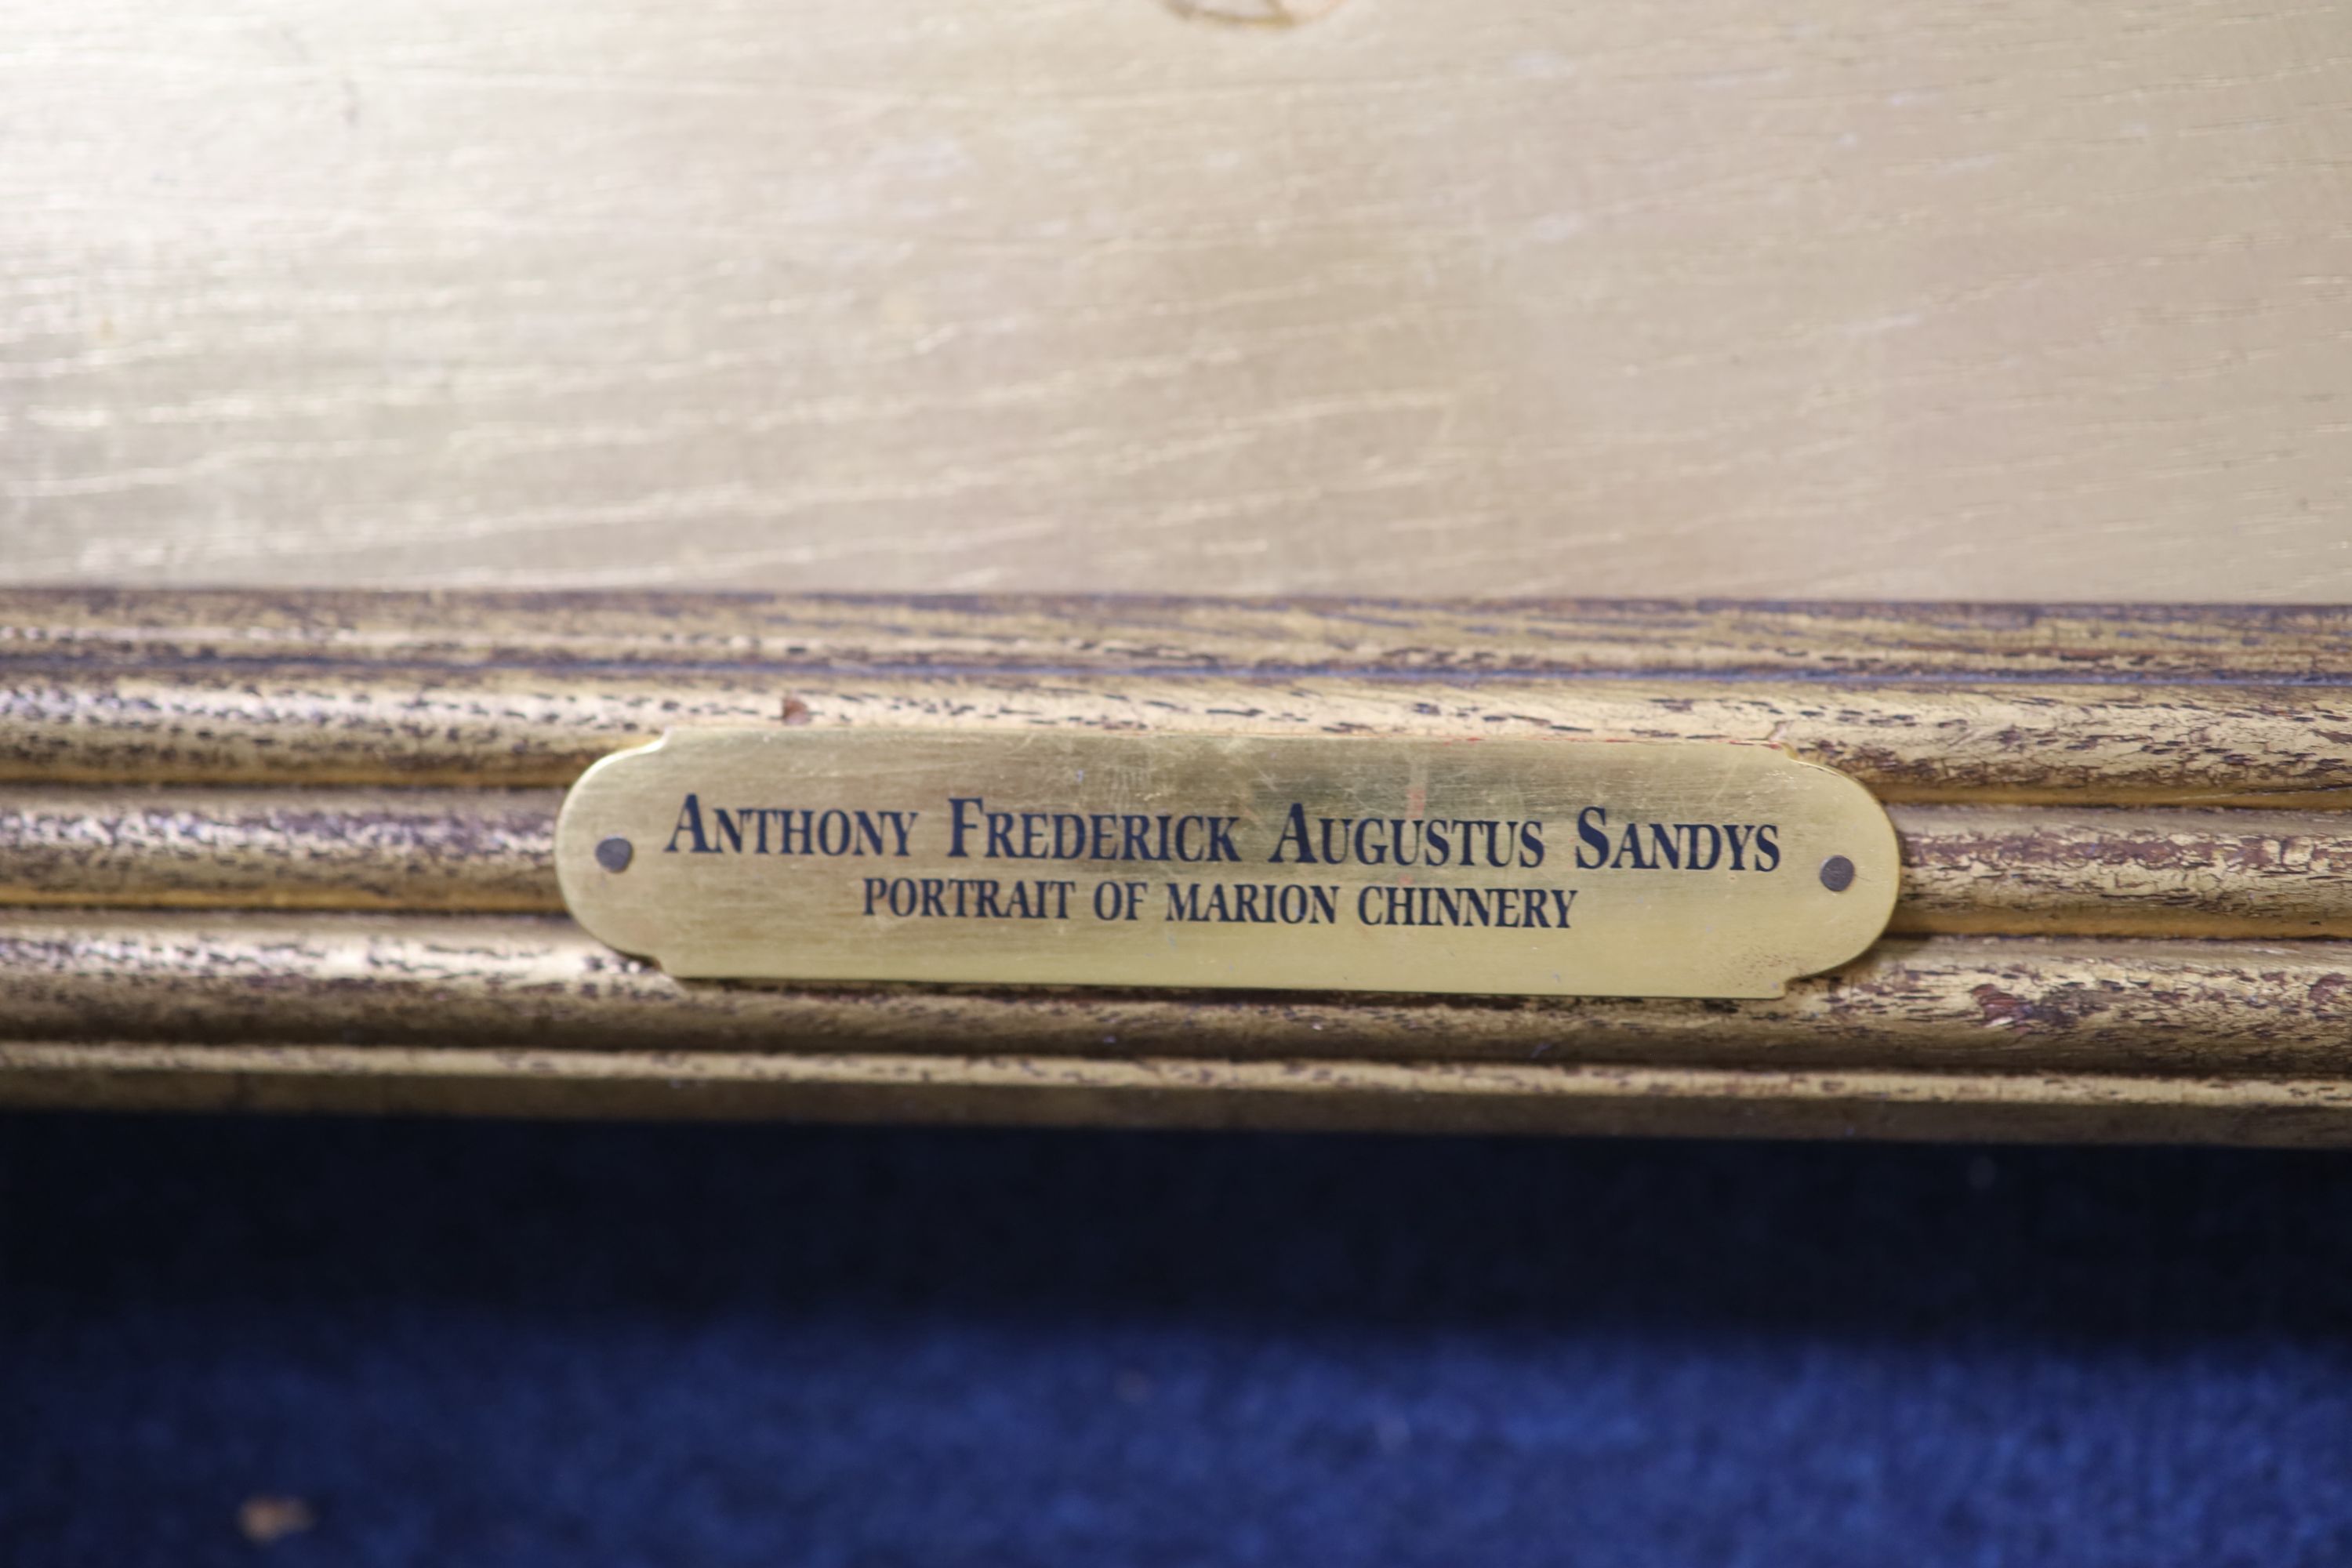 ANTHONY FREDERICK AUGUSTUS SANDYS
PORTRAIT OF MARION CHINNERY